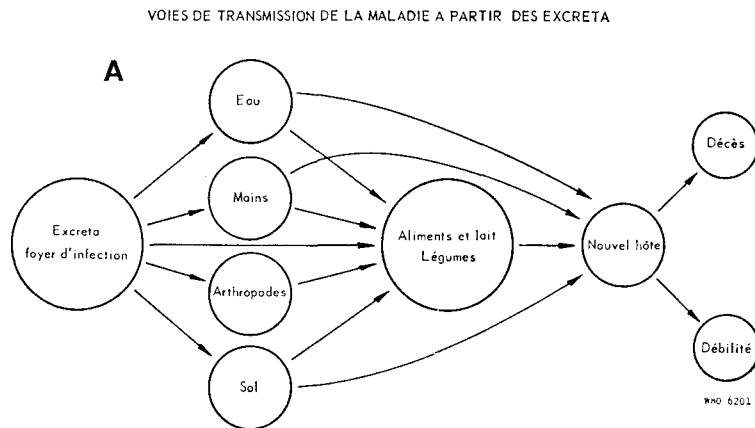 VOIES DE TRANSMISSION DE LA MALADIE A PARTIR DES EXCRETA
A
Eau
Mains
Excreta
foyer d'infection
Arthropodes
Sol
Aliments et lait
Légumes
Nouvel hôte
Décès
Débilité
WHO 6201